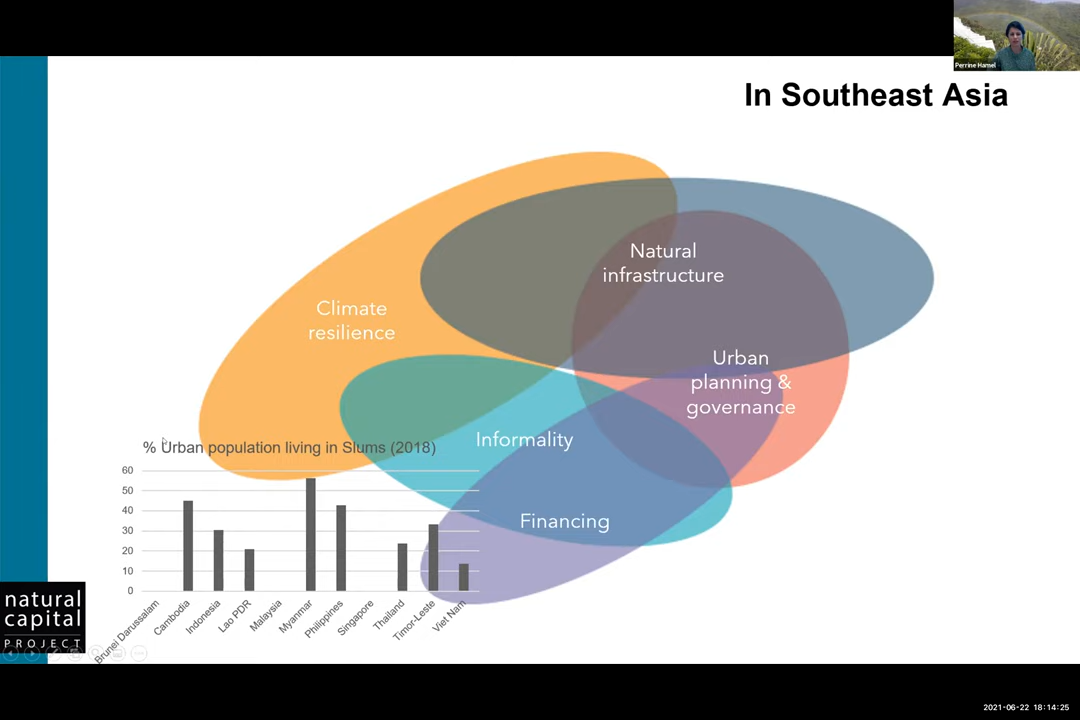 Perrine Hamel
In Southeast Asia
Natural
infrastructure
Climate
resilience
Urban
planning &
governance
Informality
Financing
% Urban population living in Slums (2018)
60
50
40
30
20
10
0
Brunei Darussalam
Cambodia
Indonesia
Lao PDR
Malaysia
Myanmar
Philippines
Singapore
Thailand
Timor-Leste
Viet Nam
natural
capital
PROJECT
2021-06-22 18:14:25